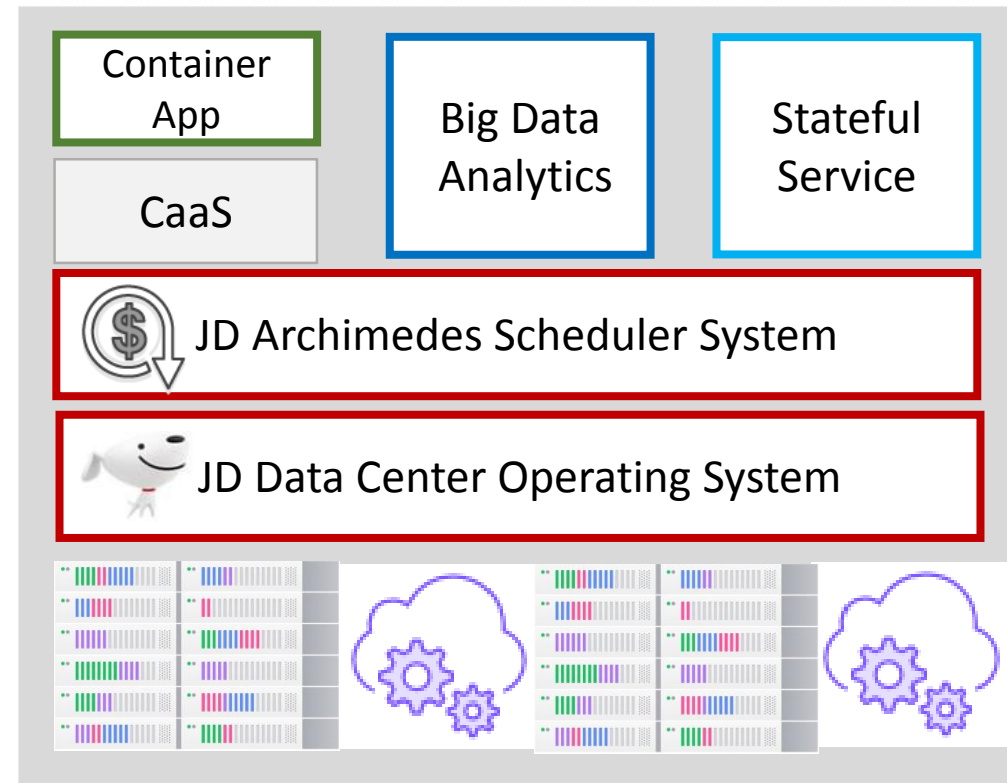 Container
App
Big Data
Analytics
Stateful
Service
CaaS
$
JD Archimedes Scheduler System
JD Data Center Operating System